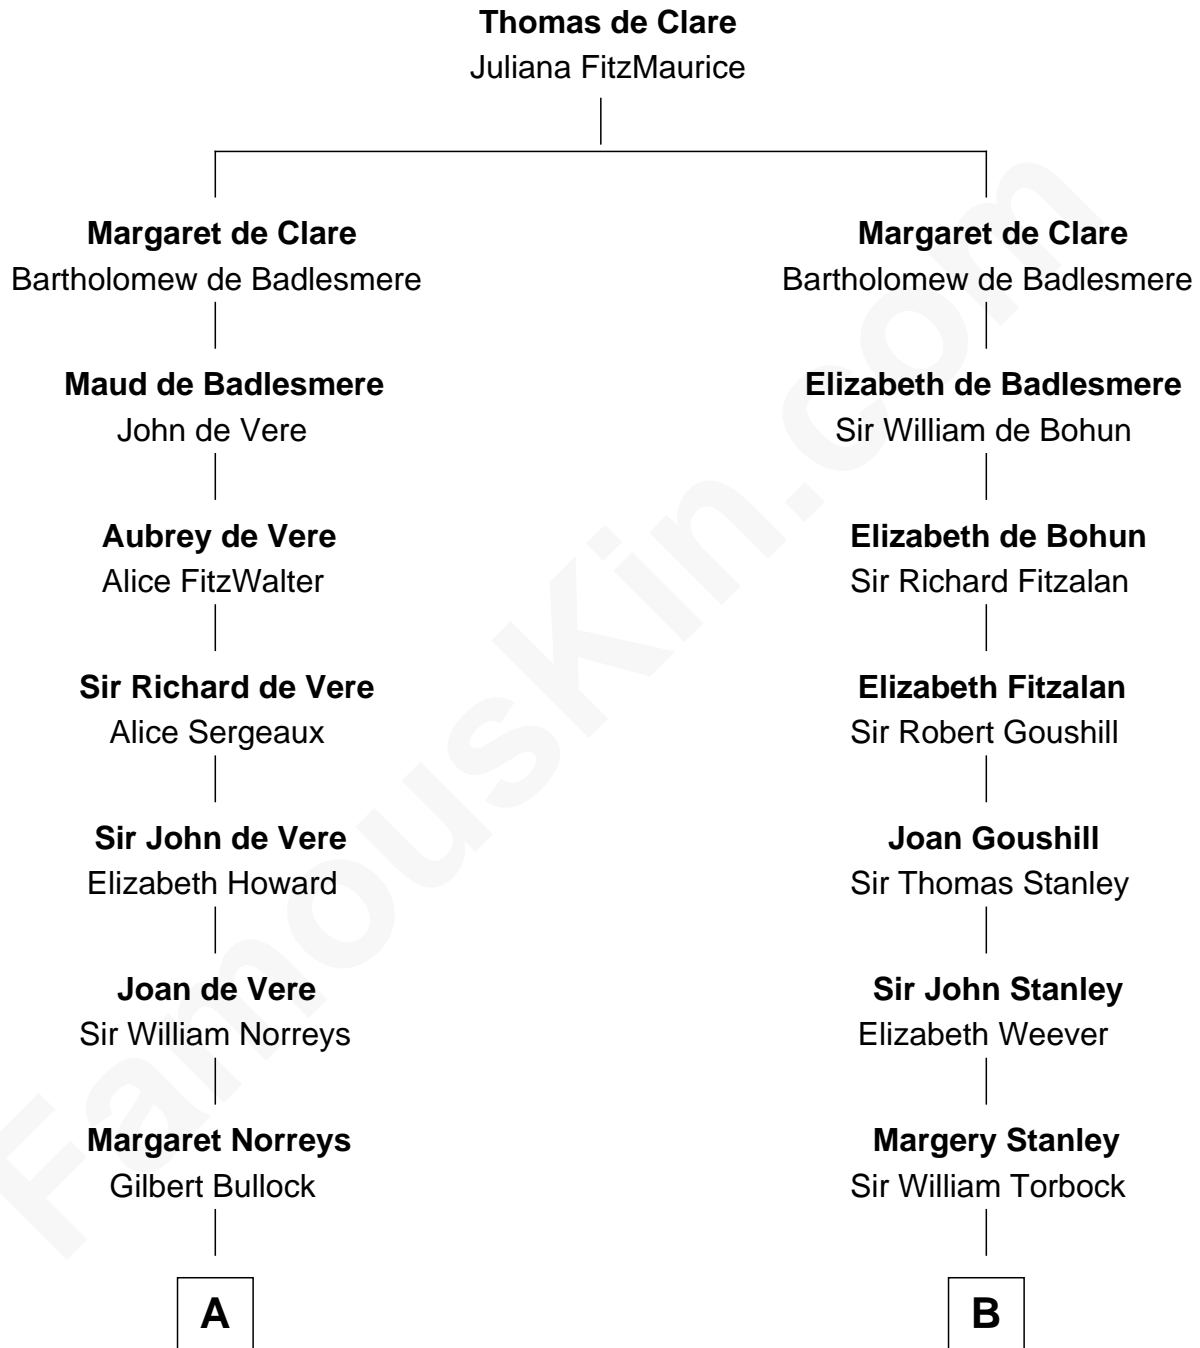 Thomas de Clare
Juliana FitzMaurice
Margaret de Clare
Bartholomew de Badlesmere
Margaret de Clare
Bartholomew de Badlesmere
Maud de Badlesmere
John de Vere
Elizabeth de Badlesmere
Sir William de Bohun
Aubrey de Vere
Alice FitzWalter
Elizabeth de Bohun
Sir Richard Fitzalan
Sir Richard de Vere
Alice Sergeaux
Elizabeth Fitzalan
Sir Robert Goushill
Sir John de Vere
Elizabeth Howard
Joan Goushill
Sir Thomas Stanley
Joan de Vere
Sir William Norreys
Sir John Stanley
Elizabeth Weever
Margaret Norreys
Gilbert Bullock
Margery Stanley
Sir William Torbock
A
B
FamousKin.com